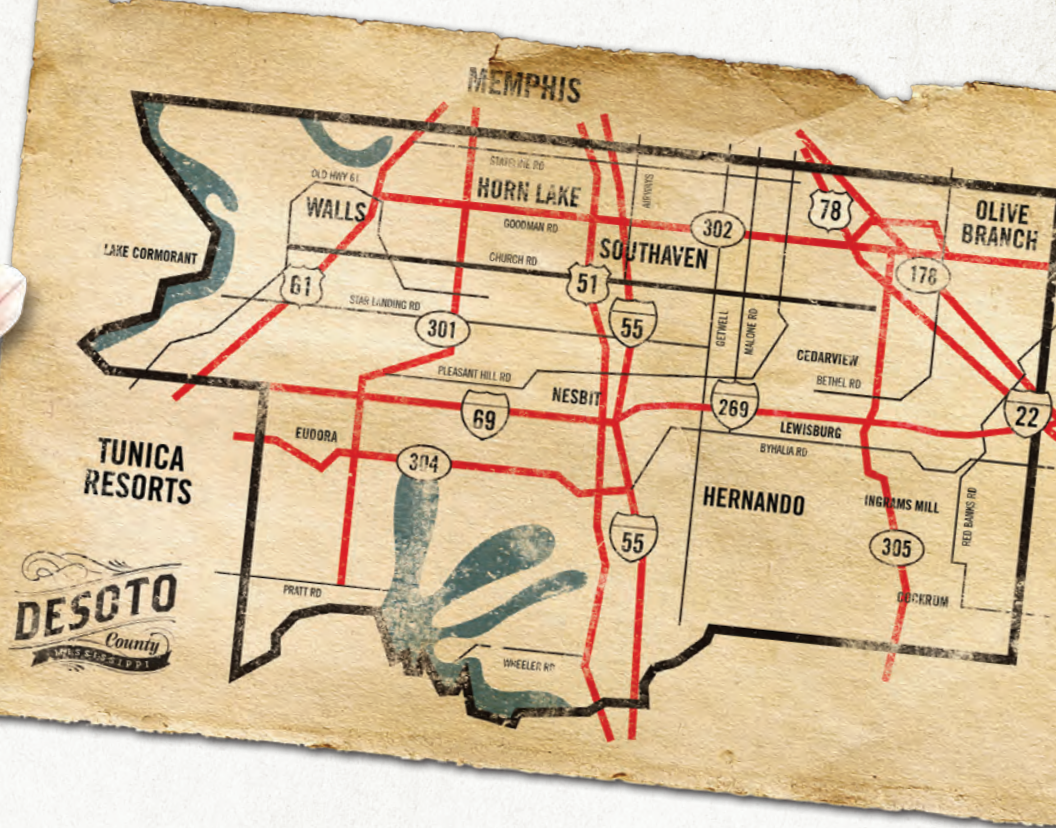 MEMPHIS
STATELINE RD
OLD HWY 61
HORN LAKE
AIRWAYS
78
OLIVE
BRANCH
WALLS
GOODMAN RD
302
LAKE CORMORANT
SOUTHAVEN
CHURCH RD
178
61
51
STAR LANDING RD
301
55
GETWELL
MALONE RD
CEDARVIEW
PLEASANT HILL RD
BETHEL RD
NESBIT
69
269
22
EUDORA
LEWISBURG
BYHALIA RD
TUNICA
RESORTS
304
HERNANDO
INGRAMS MILL
RED BANKS RD
55
305
PRATT RD
COCKRUM
DESOTO
County
MISSISSIPPI
WHEELER RD